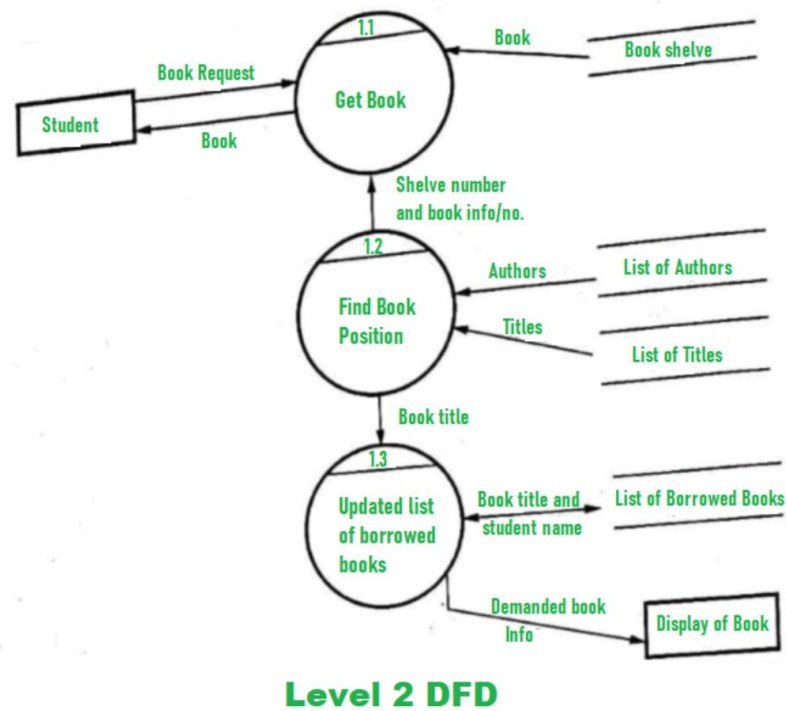 1.1
Book
Book shelve
Book Request
Get Book
Student
Book
Shelve number
and book info/no.
1.2
Authors
List of Authors
Find Book
Position
Titles
List of Titles
Book title
1.3
Updated list
of borrowed
books
Book title and
student name
List of Borrowed Books
Demanded book
Info
Display of Book
Level 2 DFD